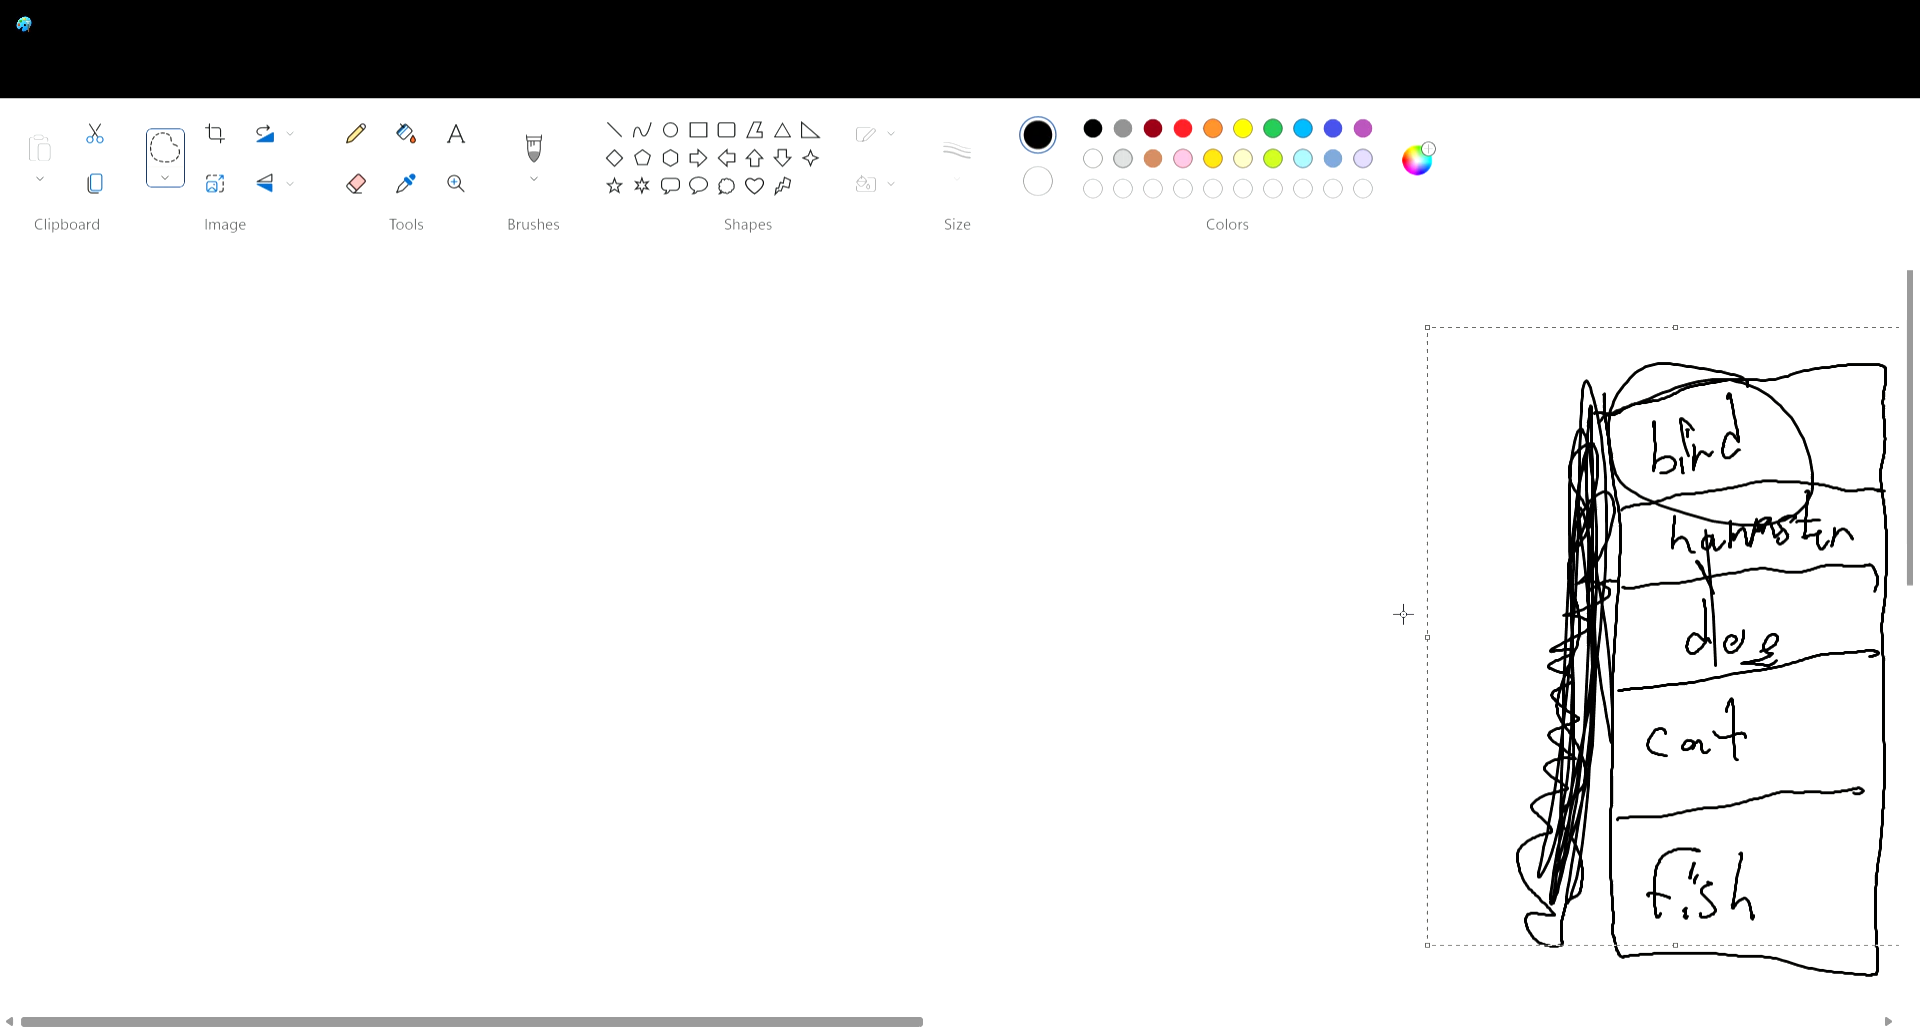 Clipboard
Image
Tools
Brushes
Shapes
Size
Colors
A
bird
hamster
dog
cat
fish